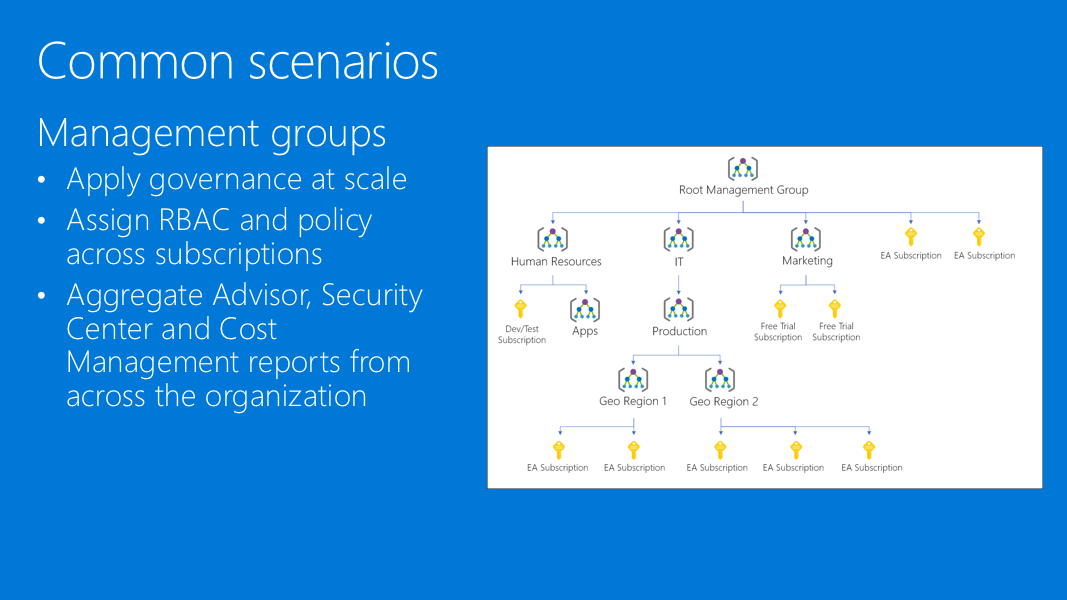 Common scenarios
Management groups
• Apply governance at scale
• Assign RBAC and policy
across subscriptions
• Aggregate Advisor, Security
Center and Cost
Management reports from
across the organization
Root Management Group
Human Resources
IT
Marketing
EA Subscription
EA Subscription
Dev/Test
Subscription
Apps
Production
Free Trial
Subscription
Free Trial
Subscription
Geo Region 1
Geo Region 2
EA Subscription
EA Subscription
EA Subscription
EA Subscription
EA Subscription